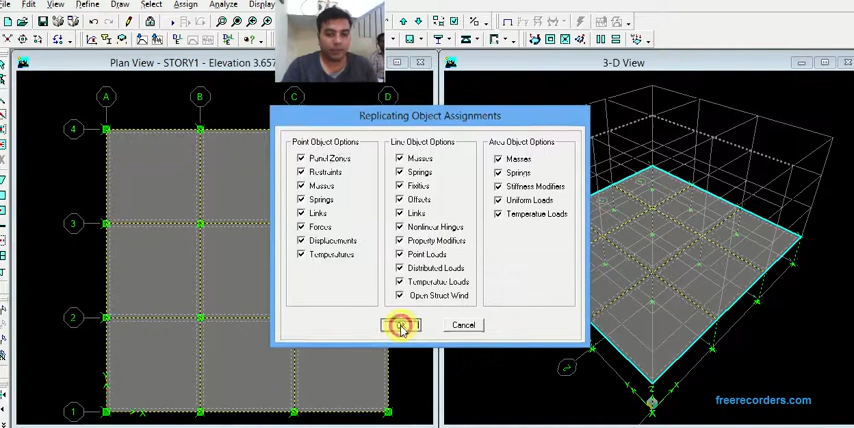 File Edit View Define Draw Select Assign Analyze Display
Plan View - STORY1 - Elevation 3.657
3-D View
Replicating Object Assignments
Point Object Options
Panel Zones
Restraints
Masses
Springs
Links
Forces
Displacements
Temperatures
Line Object Options
Masses
Springs
Fixities
Offsets
Links
Nonlinear Hinges
Property Modifiers
Point Loads
Distributed Loads
Temperature Loads
Open Struct Wind
Area Object Options
Masses
Springs
Stiffness Modifiers
Uniform Loads
Temperature Loads
Cancel
A B C D
4
3
2
1
Y
X
Z
Y X
freerecorders.com